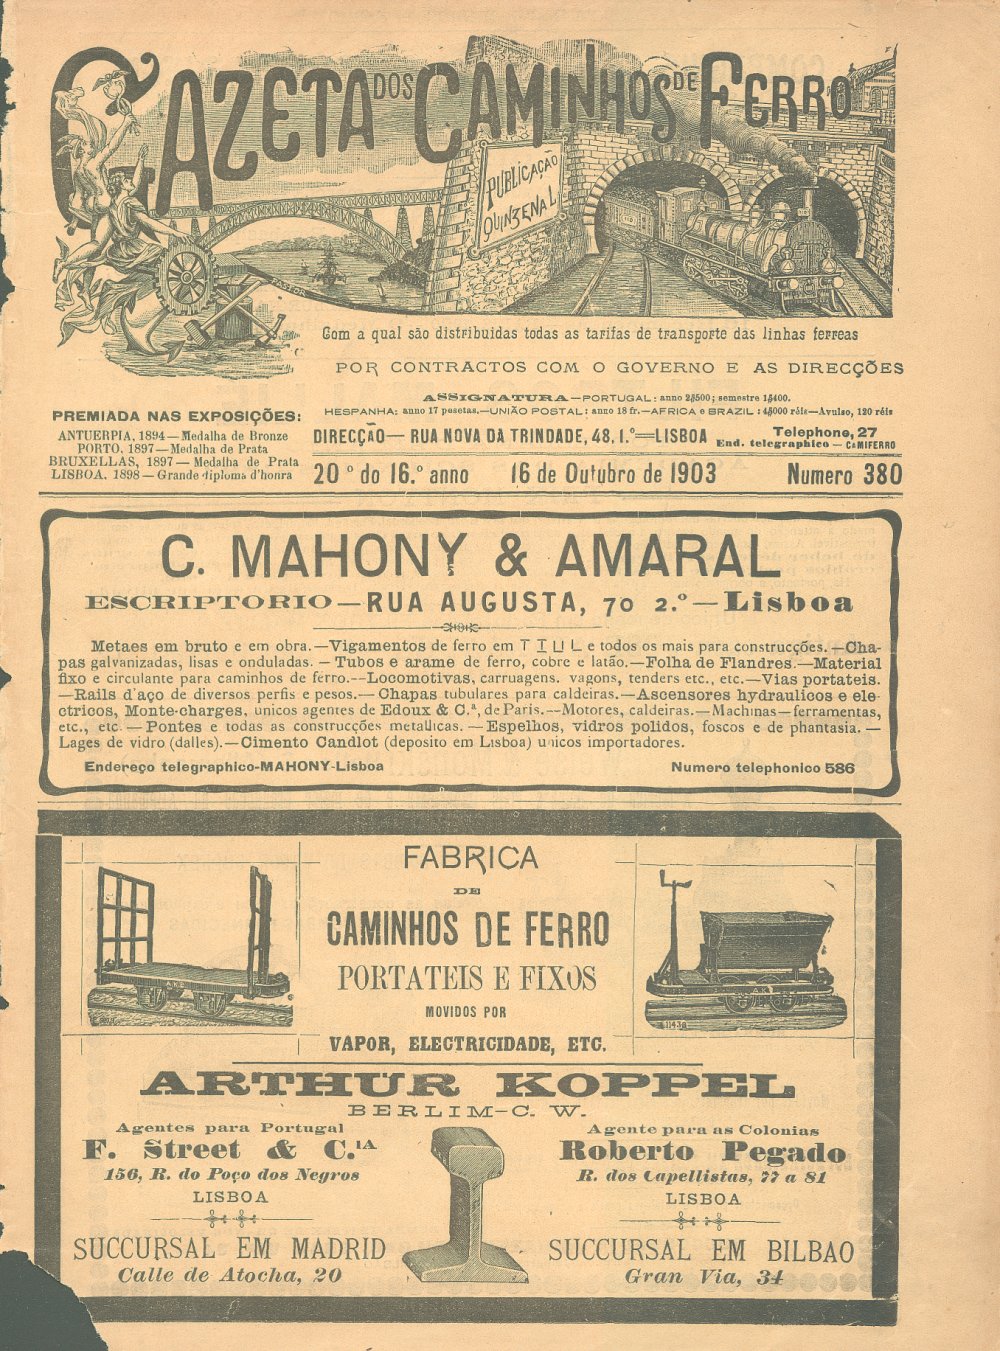 GAZETA DOS CAMINHOS DE FERRO
PUBLICAÇÃO
QUINZENAL
Com a qual são distribuidas todas as tarifas de transporte das linhas ferreas
POR CONTRACTOS COM O GOVERNO E AS DIRECÇÕES
PREMIADA NAS EXPOSIÇÕES:
ANTUERPIA, 1894—Medalha de Bronze
PORTO, 1897—Medalha de Prata
BRUXELLAS, 1897—Medalha de Prata
LISBOA, 1898—Grande diploma d'honra
ASSIGNATURA—PORTUGAL: anno 2$500; semestre 1$400.
HESPANHA: anno 17 pesetas.—UNIÃO POSTAL: anno 18 fr.—AFRICA e BRAZIL: 4$000 réis—Avulso, 120 réis
DIRECÇÃO—RUA NOVA DA TRINDADE, 48, 1.º=LISBOA
Telephone, 27
End. telegraphico—CAMIFERRO
20º do 16.º anno 16 de Outubro de 1903 Numero 380
C. MAHONY & AMARAL
ESCRIPTORIO—RUA AUGUSTA, 70 2.º—Lisboa
Metaes em bruto e em obra.—Vigamentos de ferro em T I U L e todos os mais para construcções.—Cha-
pas galvanizadas, lisas e onduladas.—Tubos e arame de ferro, cobre e latão.—Folha de Flandres.—Material
fixo e circulante para caminhos de ferro.--Locomotivas, carruagens. vagons, tenders etc., etc.—Vias portateis.
—Rails d'aço de diversos perfis e pesos.—Chapas tubulares para caldeiras.—Ascensores hydraulicos e ele-
ctricos, Monte-charges, unicos agentes de Edoux & C.ª, de Paris.--Motores, caldeiras.—Machinas—ferramentas,
etc., etc.—Pontes e todas as construcções metallicas.—Espelhos, vidros polidos, foscos e de phantasia.—
Lages de vidro (dalles).—Cimento Candlot (deposito em Lisboa) unicos importadores.
Endereço telegraphico-MAHONY-Lisboa Numero telephonico 586
FABRICA
DE
CAMINHOS DE FERRO
PORTATEIS E FIXOS
MOVIDOS POR
VAPOR, ELECTRICIDADE, ETC.
ARTHUR KOPPEL
BERLIM-C. W.
Agentes para Portugal
F. Street & C.IA
156, R. do Poço dos Negros
LISBOA
SUCCURSAL EM MADRID
Calle de Atocha, 20
Agente para as Colonias
Roberto Pegado
R. dos Capellistas, 77 a 81
LISBOA
SUCCURSAL EM BILBAO
Gran Via, 34